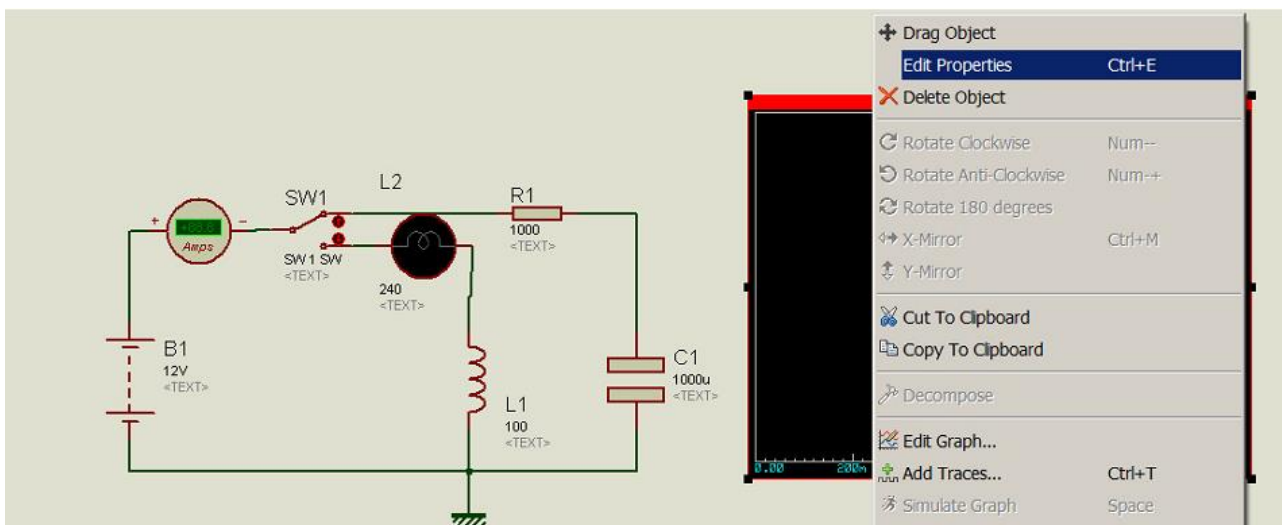 L2
SW1
R1
1000
<TEXT>
+
-
Amps
SW1 SW
<TEXT>
240
<TEXT>
B1
12V
<TEXT>
C1
1000u
<TEXT>
L1
100
<TEXT>
0.00 200m
Drag Object
Edit Properties Ctrl+E
Delete Object
Rotate Clockwise Num--
Rotate Anti-Clockwise Num-+
Rotate 180 degrees
X-Mirror Ctrl+M
Y-Mirror
Cut To Clipboard
Copy To Clipboard
Decompose
Edit Graph...
Add Traces... Ctrl+T
Simulate Graph Space